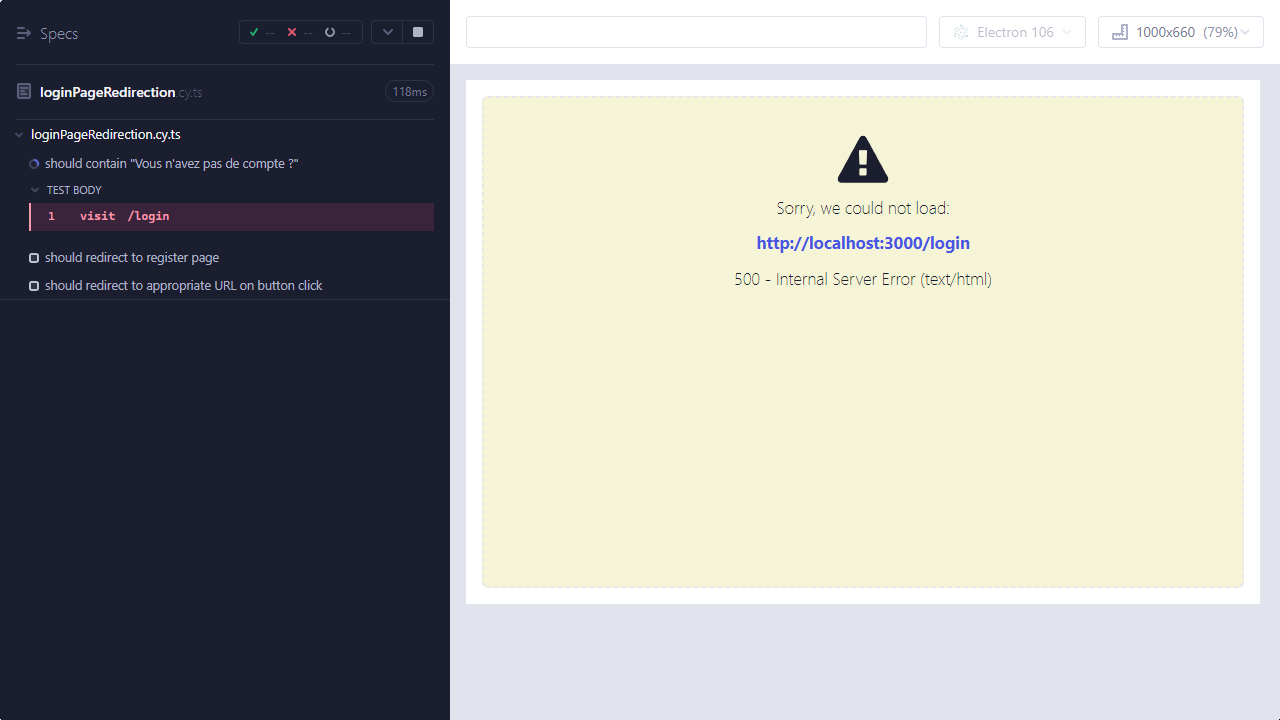 Specs
-- -- --
loginPageRedirection.cy.ts
118ms
loginPageRedirection.cy.ts
should contain "Vous n'avez pas de compte ?"
TEST BODY
1 visit /login
should redirect to register page
should redirect to appropriate URL on button click
Electron 106
1000x660 (79%)
Sorry, we could not load:
http://localhost:3000/login
500 - Internal Server Error (text/html)